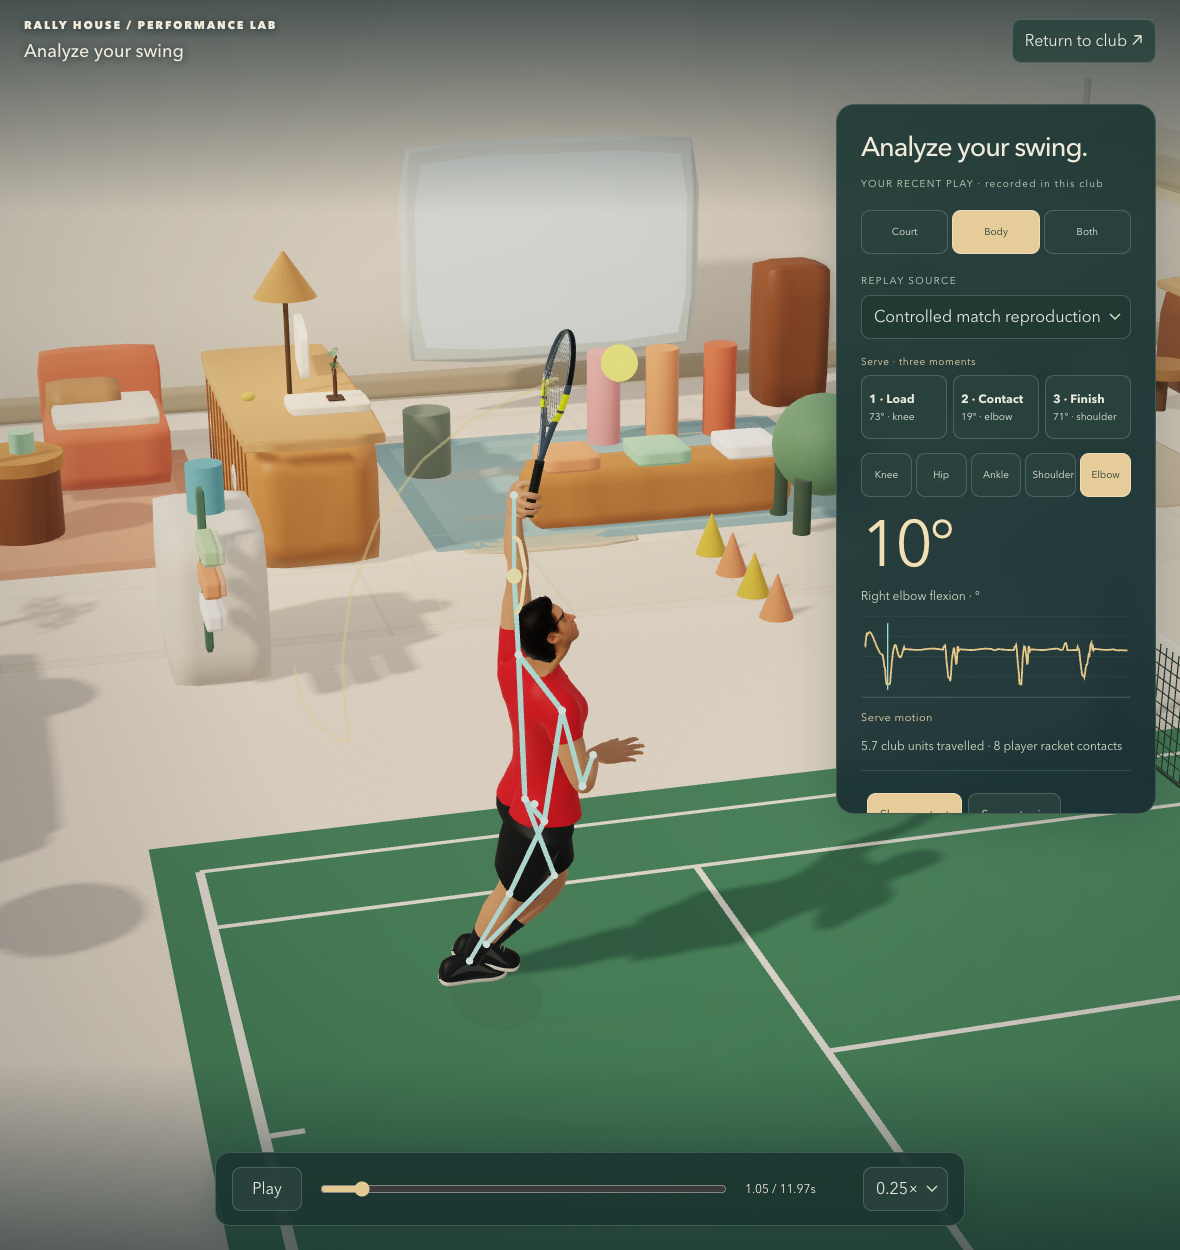 RALLY HOUSE / PERFORMANCE LAB
Analyze your swing
Return to club ↗
Analyze your swing.
YOUR RECENT PLAY · recorded in this club
Court Body Both
REPLAY SOURCE
Controlled match reproduction
Serve · three moments
1 · Load 2 · Contact 3 · Finish
73° · knee 19° · elbow 71° · shoulder
Knee Hip Ankle Shoulder Elbow
10°
Right elbow flexion · °
Serve motion
5.7 club units travelled · 8 player racket contacts
Play 1.05 / 11.97s 0.25×